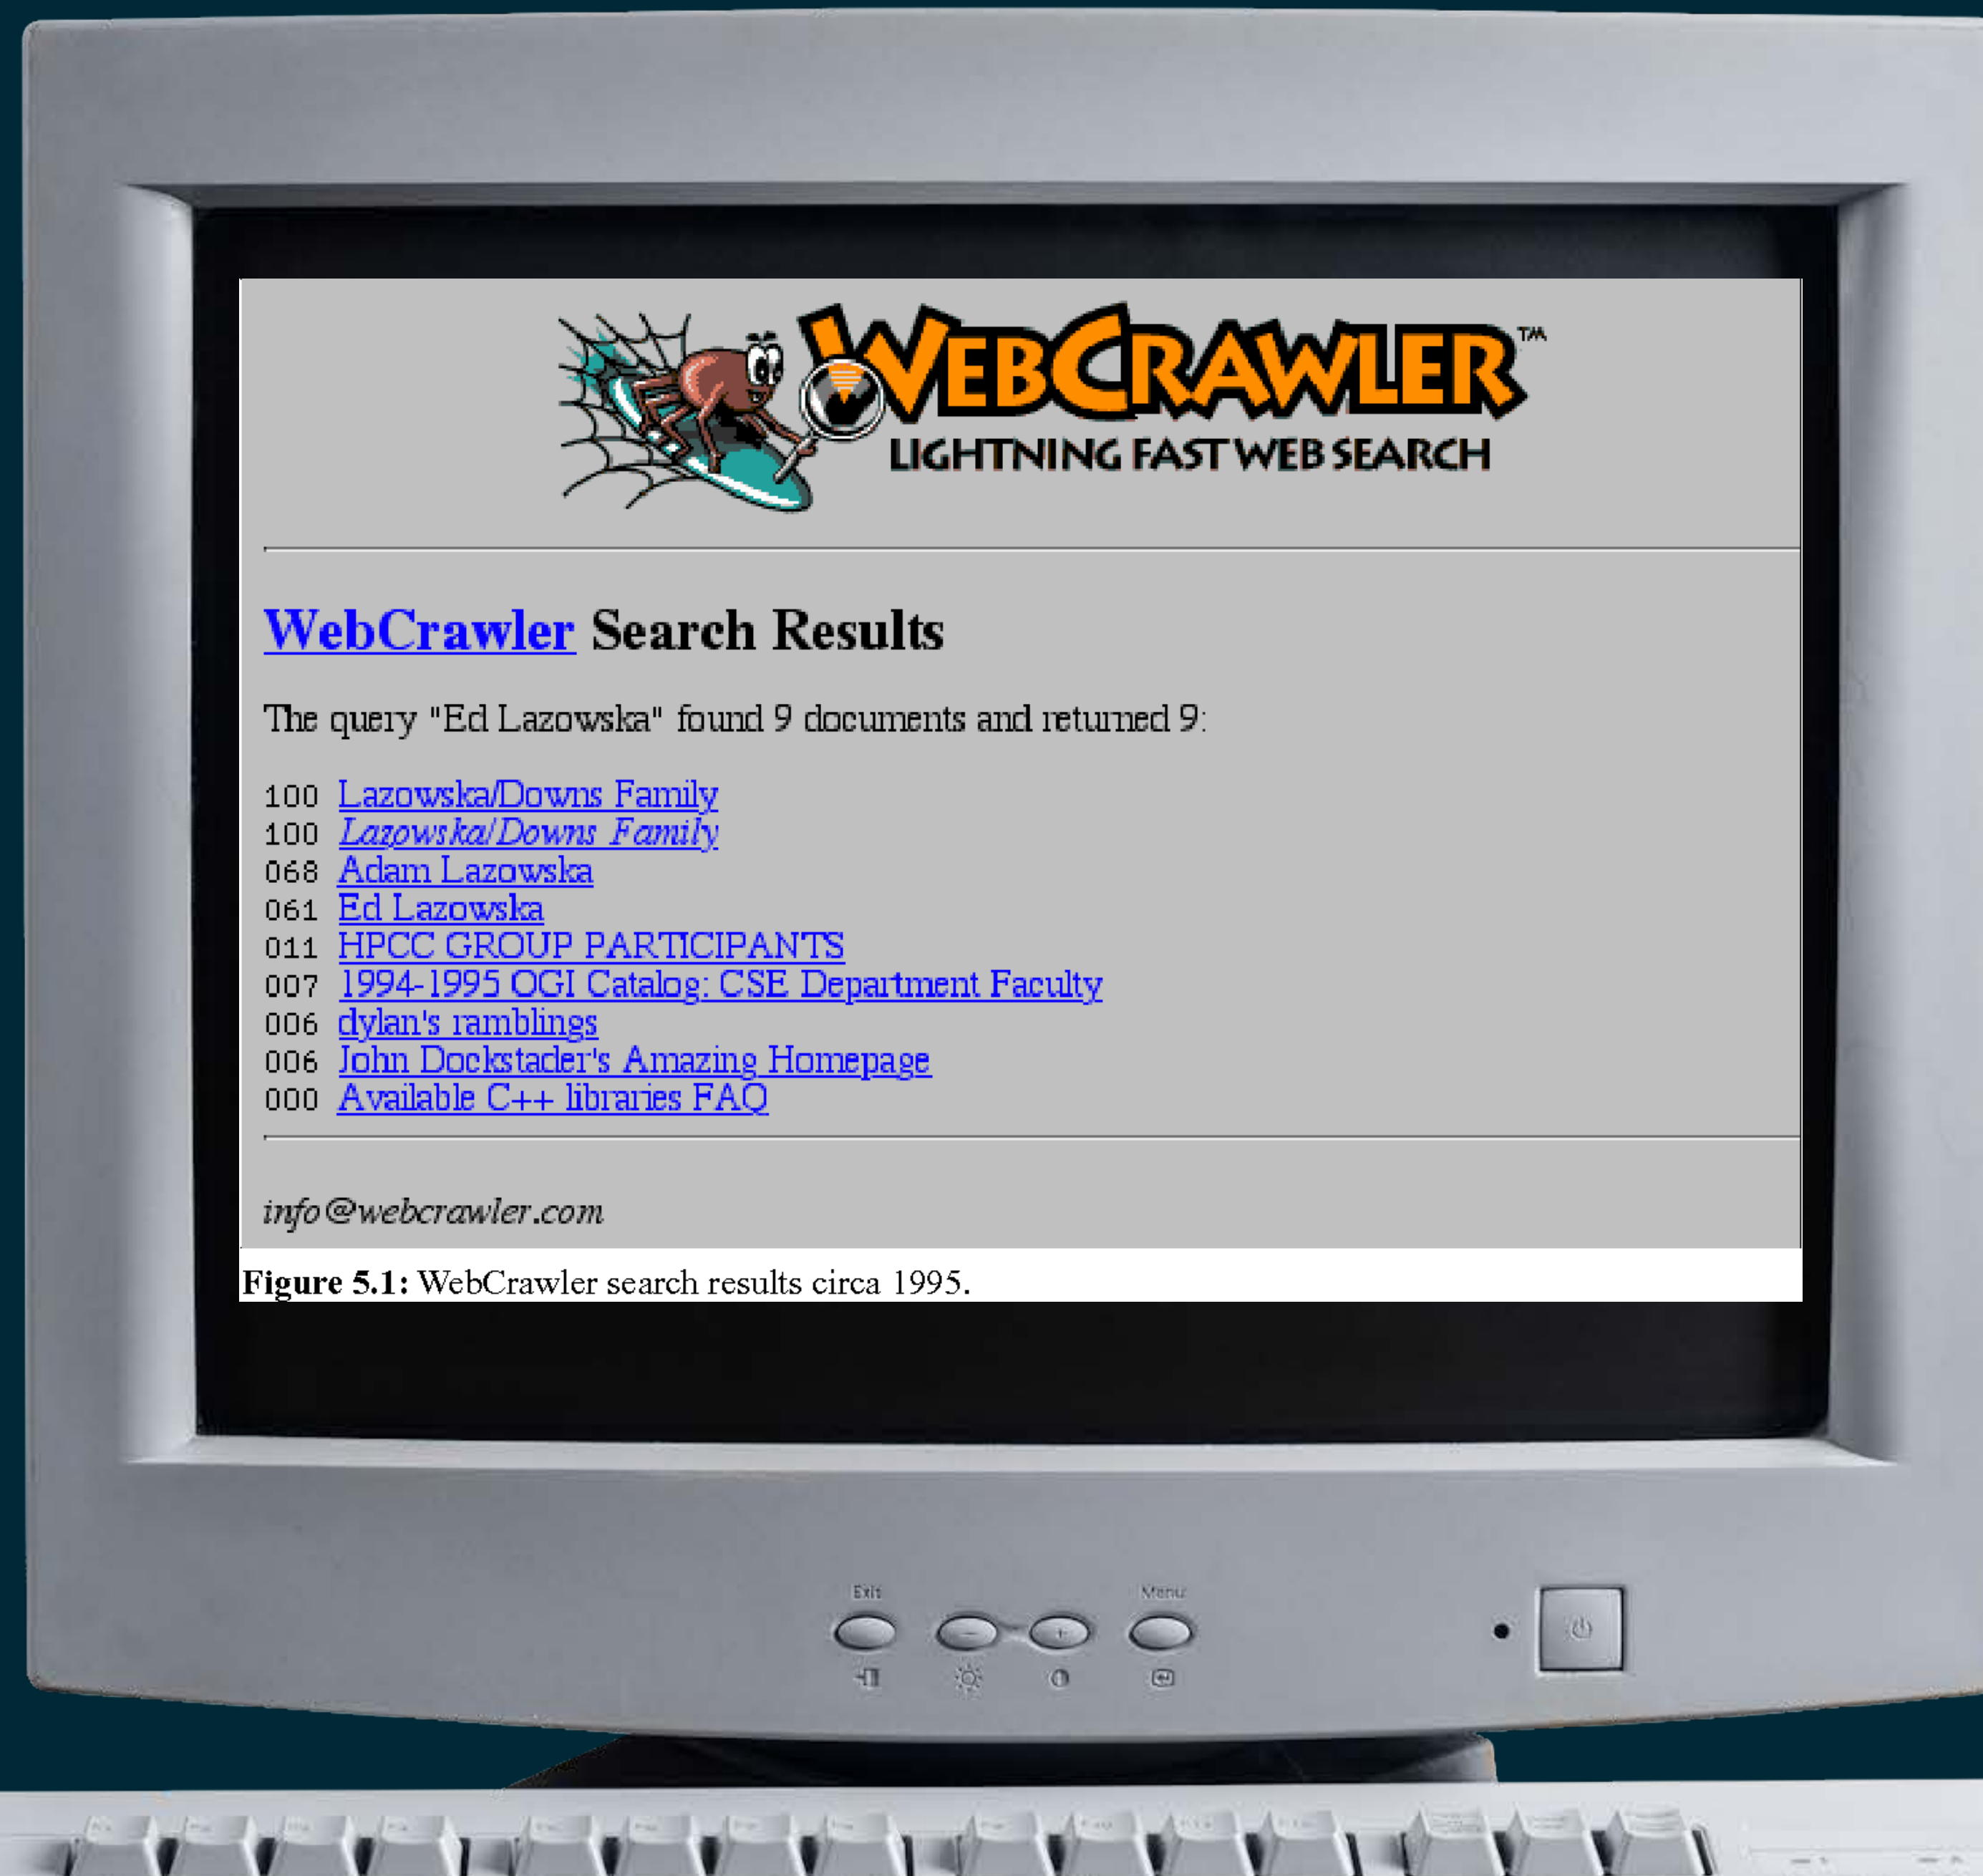 WEBCRAWLER™
LIGHTNING FAST WEB SEARCH
WebCrawler Search Results
The query "Ed Lazowska" found 9 documents and returned 9:
100 Lazowska/Downs Family
100 Lazowska/Downs Family
068 Adam Lazowska
061 Ed Lazowska
011 HPCC GROUP PARTICIPANTS
007 1994-1995 OGI Catalog: CSE Department Faculty
006 dylan's ramblings
006 John Dockstader's Amazing Homepage
000 Available C++ libraries FAQ
info@webcrawler.com
Figure 5.1: WebCrawler search results circa 1995.
Exit Menu
- +